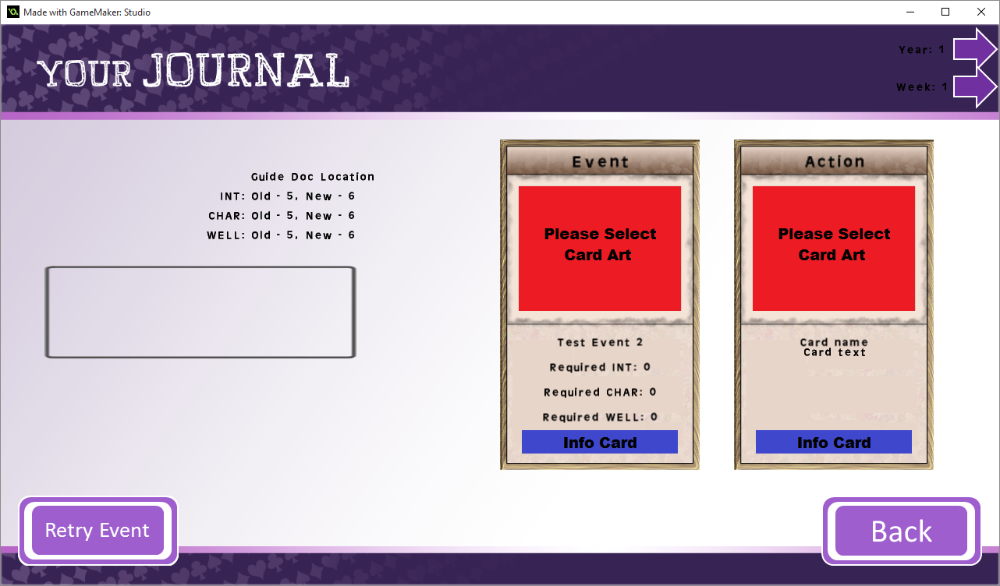 Made with GameMaker: Studio
YOUR JOURNAL
Year: 1
Week: 1
Guide Doc Location
INT: Old - 5, New - 6
CHAR: Old - 5, New - 6
WELL: Old - 5, New - 6
Event
Please Select
Card Art
Test Event 2
Required INT: 0
Required CHAR: 0
Required WELL: 0
Info Card
Action
Please Select
Card Art
Card name
Card text
Info Card
Retry Event
Back